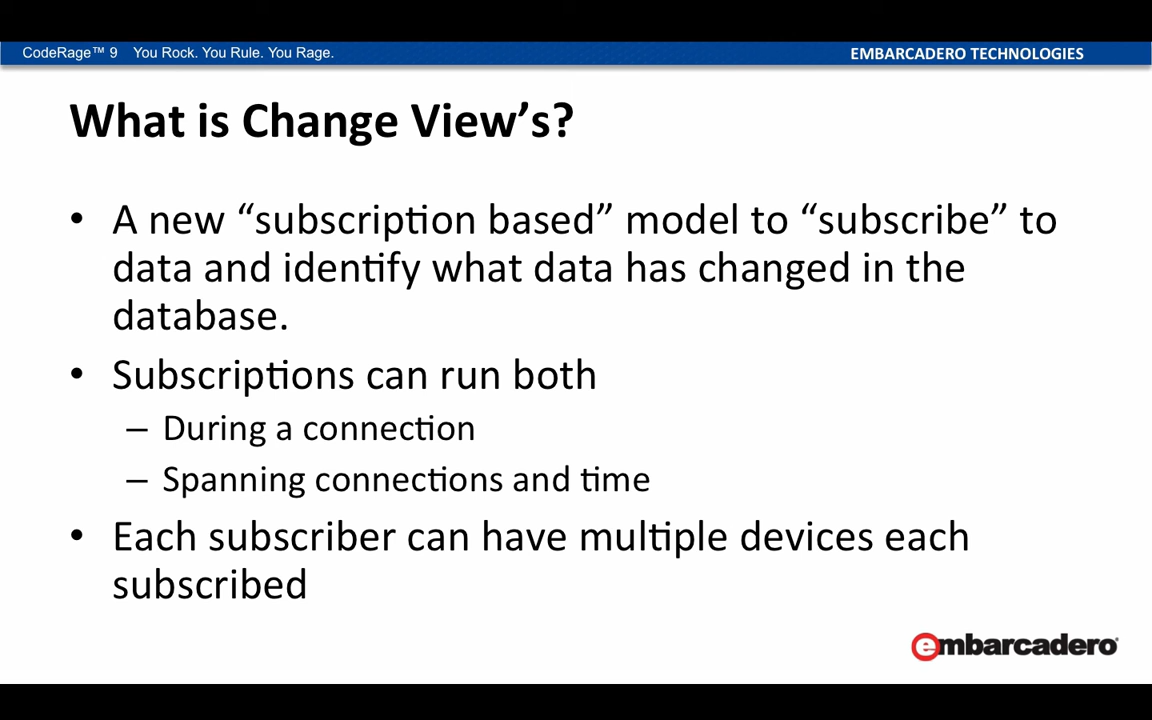 CodeRage™ 9 You Rock. You Rule. You Rage.
EMBARCADERO TECHNOLOGIES
What is Change View’s?
• A new “subscription based” model to “subscribe” to
data and identify what data has changed in the
database.
• Subscriptions can run both
– During a connection
– Spanning connections and time
• Each subscriber can have multiple devices each
subscribed
embarcadero®